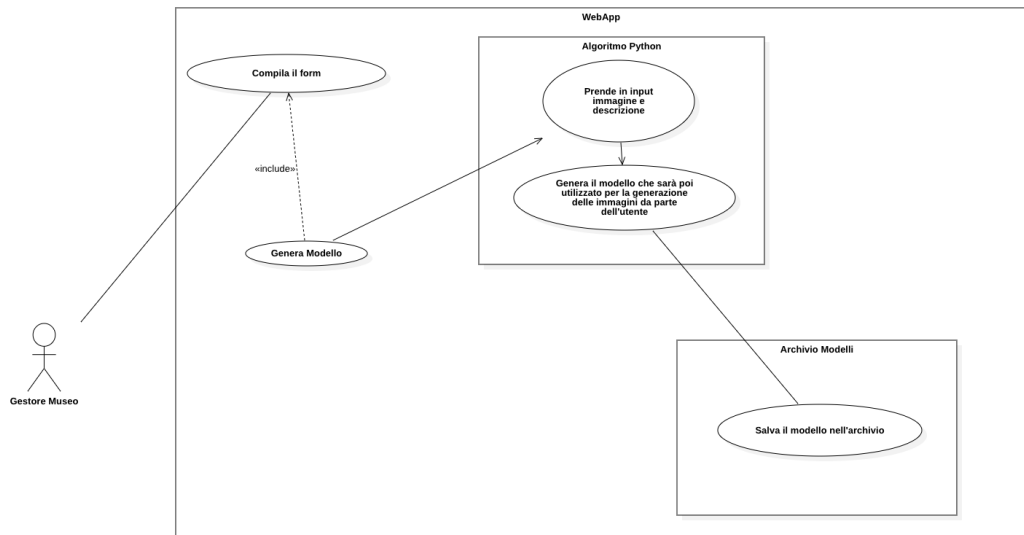 WebApp
Algoritmo Python
Compila il form
Prende in input
immagine e
descrizione
«include»
Genera il modello che sarà poi
utilizzato per la generazione
delle immagini da parte
dell'utente
Genera Modello
Archivio Modelli
Gestore Museo
Salva il modello nell'archivio